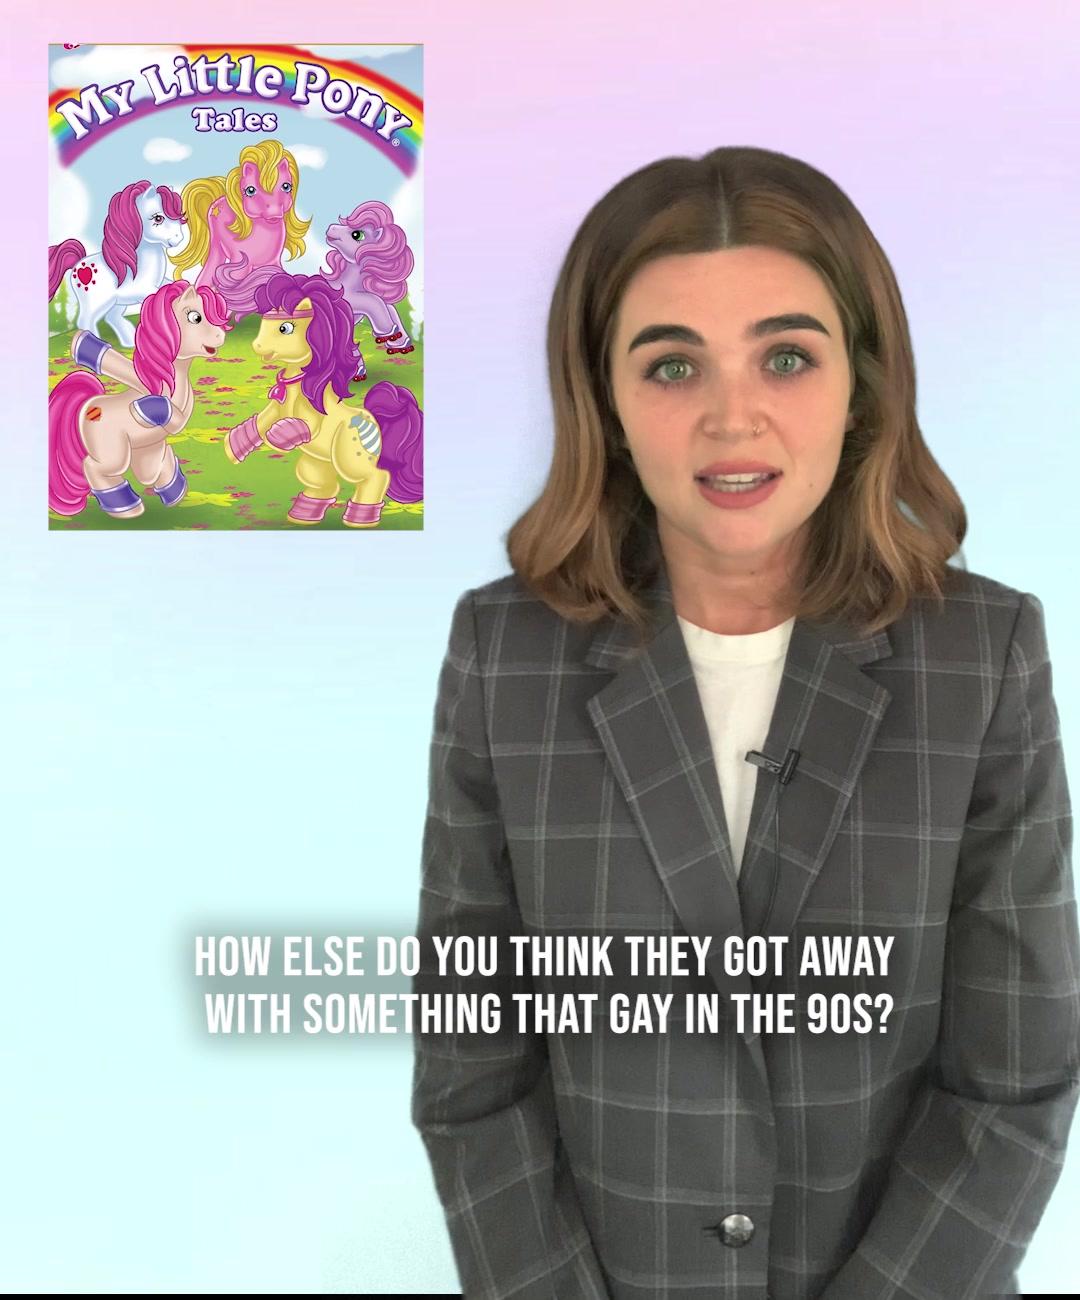 My Little Pony
Tales
HOW ELSE DO YOU THINK THEY GOT AWAY
WITH SOMETHING THAT GAY IN THE 90S?